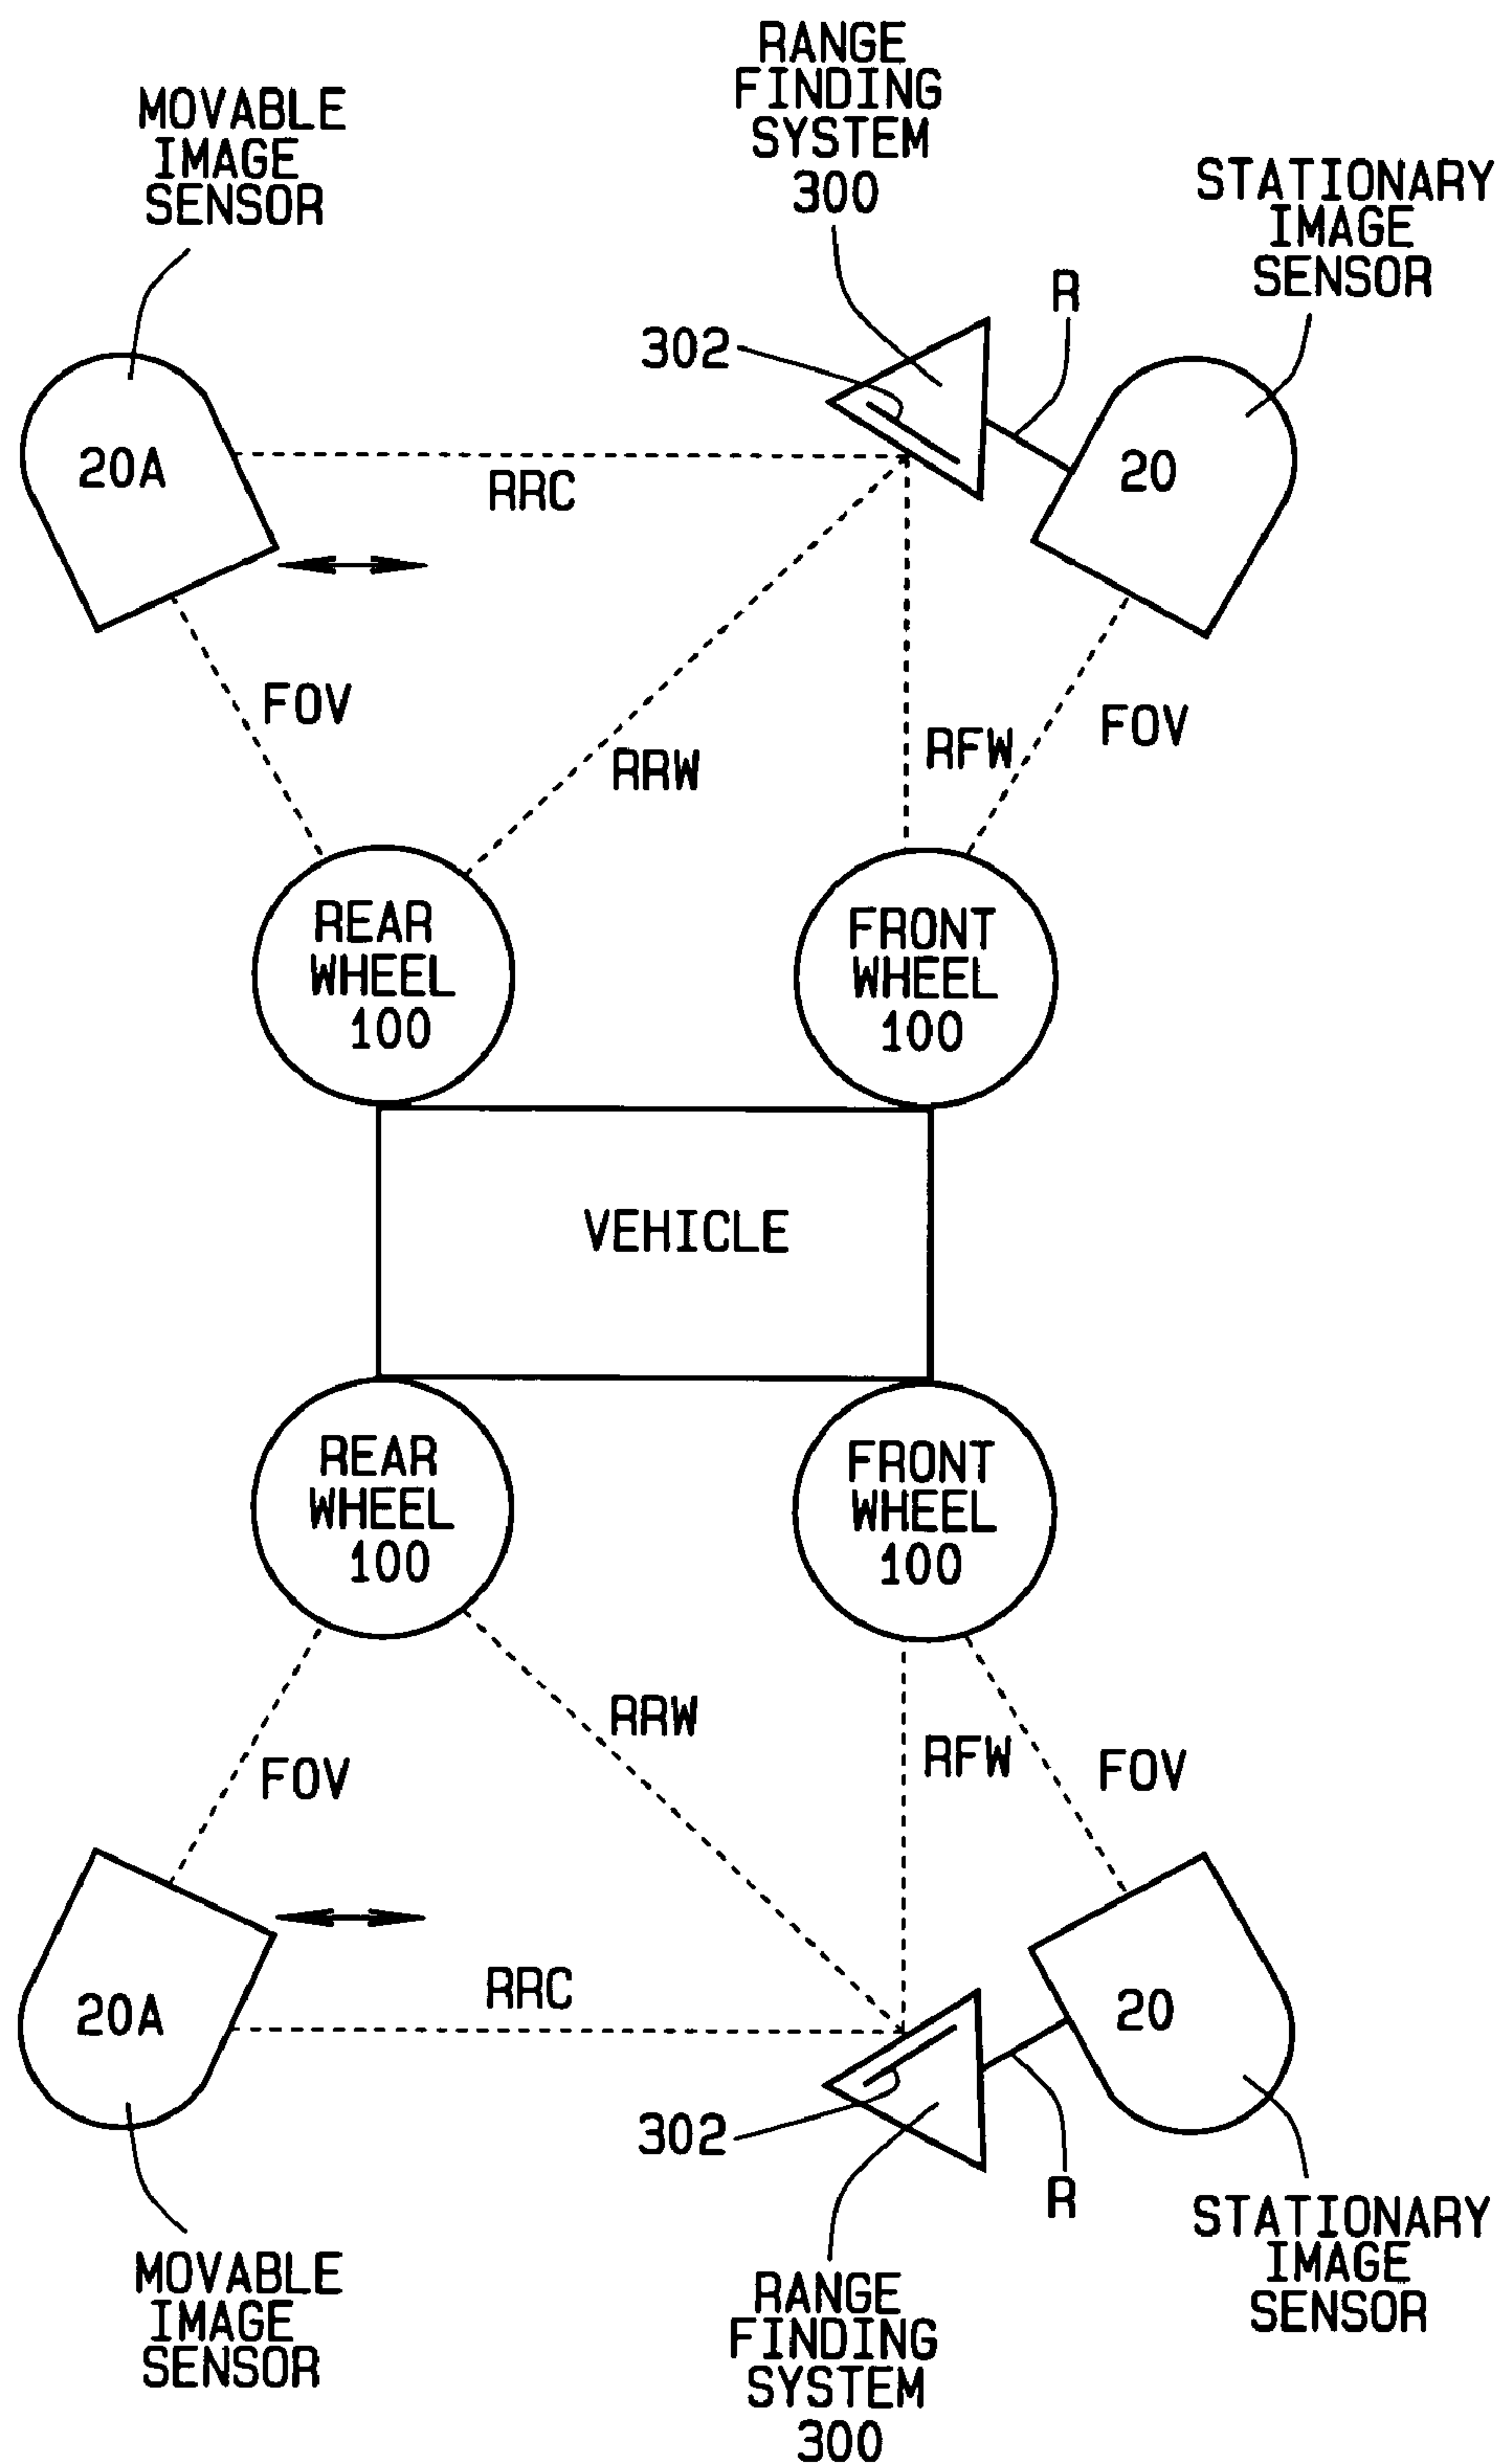 RANGE
FINDING
SYSTEM
300
MOVABLE
IMAGE
SENSOR
STATIONARY
IMAGE
SENSOR
R
302
20A
20
RRC
FOV
RRW
RFW
FOV
REAR
WHEEL
100
FRONT
WHEEL
100
VEHICLE
REAR
WHEEL
100
FRONT
WHEEL
100
RRW
RFW
FOV
FOV
RRC
20A
20
302
R
MOVABLE
IMAGE
SENSOR
STATIONARY
IMAGE
SENSOR
RANGE
FINDING
SYSTEM
300